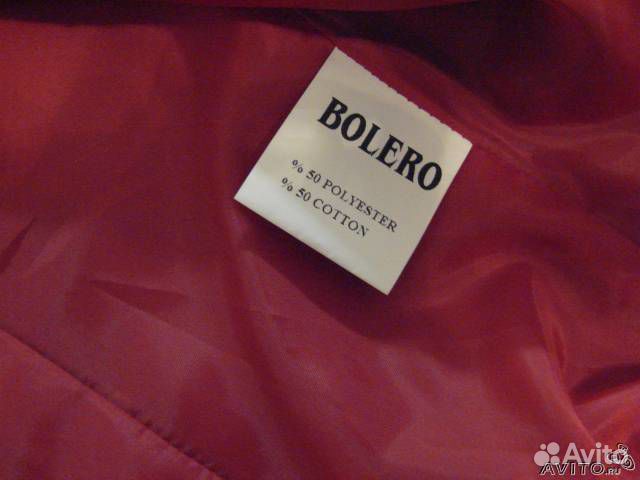 BOLERO
% 50 POLYESTER
% 50 COTTON
Avito
AVITO.RU